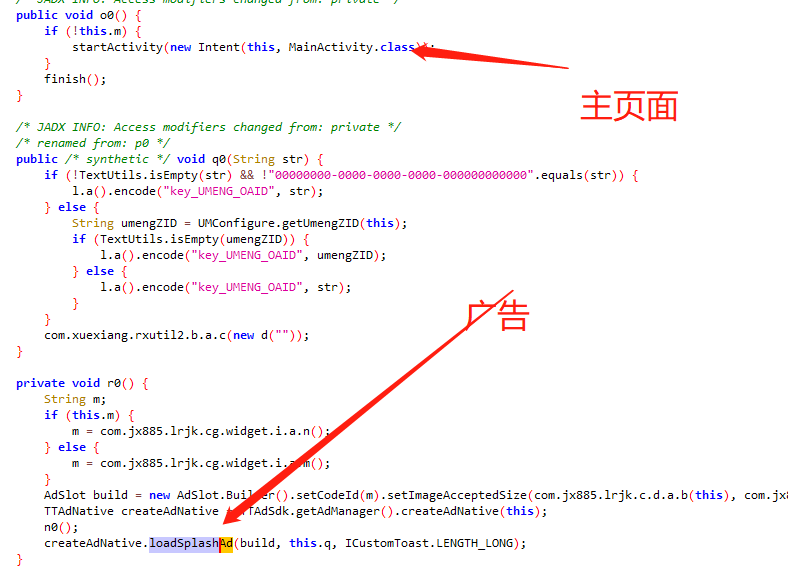 /* JADX INFO: Access modifiers changed from: private */
public void o0() {
if (!this.m) {
startActivity(new Intent(this, MainActivity.class));
}
finish();
}
主页面
/* JADX INFO: Access modifiers changed from: private */
/* renamed from: p0 */
public /* synthetic */ void q0(String str) {
if (!TextUtils.isEmpty(str) && !"00000000-0000-0000-0000-000000000000".equals(str)) {
l.a().encode("key_UMENG_OAID", str);
} else {
String umengZID = UMConfigure.getUmengZID(this);
if (TextUtils.isEmpty(umengZID)) {
l.a().encode("key_UMENG_OAID", umengZID);
} else {
l.a().encode("key_UMENG_OAID", str);
}
}
com.xuexiang.rxutil2.b.a.c(new d(""));
}
广告
private void r0() {
String m;
if (this.m) {
m = com.jx885.lrjk.cg.widget.i.a.n();
} else {
m = com.jx885.lrjk.cg.widget.i.a.m();
}
AdSlot build = new AdSlot.Builder().setCodeId(m).setImageAcceptedSize(com.jx885.lrjk.c.d.a.b(this), com.jx8
TTAdNative createAdNative = TTAdSdk.getAdManager().createAdNative(this);
n0();
createAdNative.loadSplashAd(build, this.q, ICustomToast.LENGTH_LONG);
}